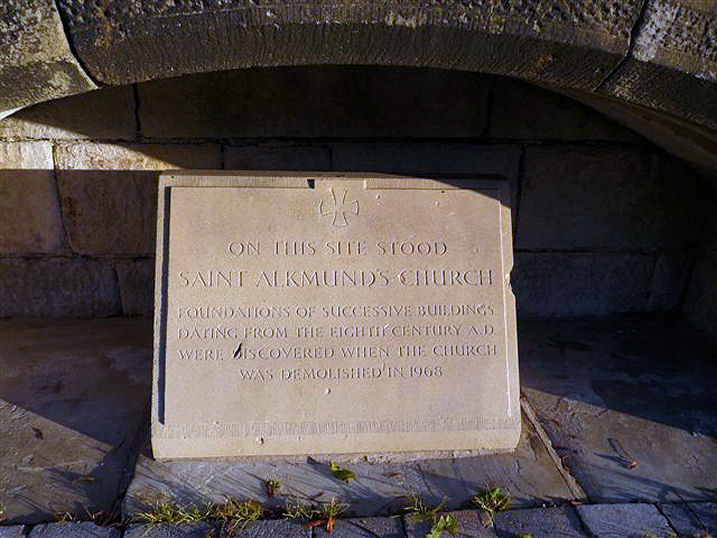 ON THIS SITE STOOD
SAINT ALKMUND'S CHURCH
FOUNDATIONS OF SUCCESSIVE BUILDINGS
DATING FROM THE EIGHTH CENTURY A.D.
WERE DISCOVERED WHEN THE CHURCH
WAS DEMOLISHED IN 1968